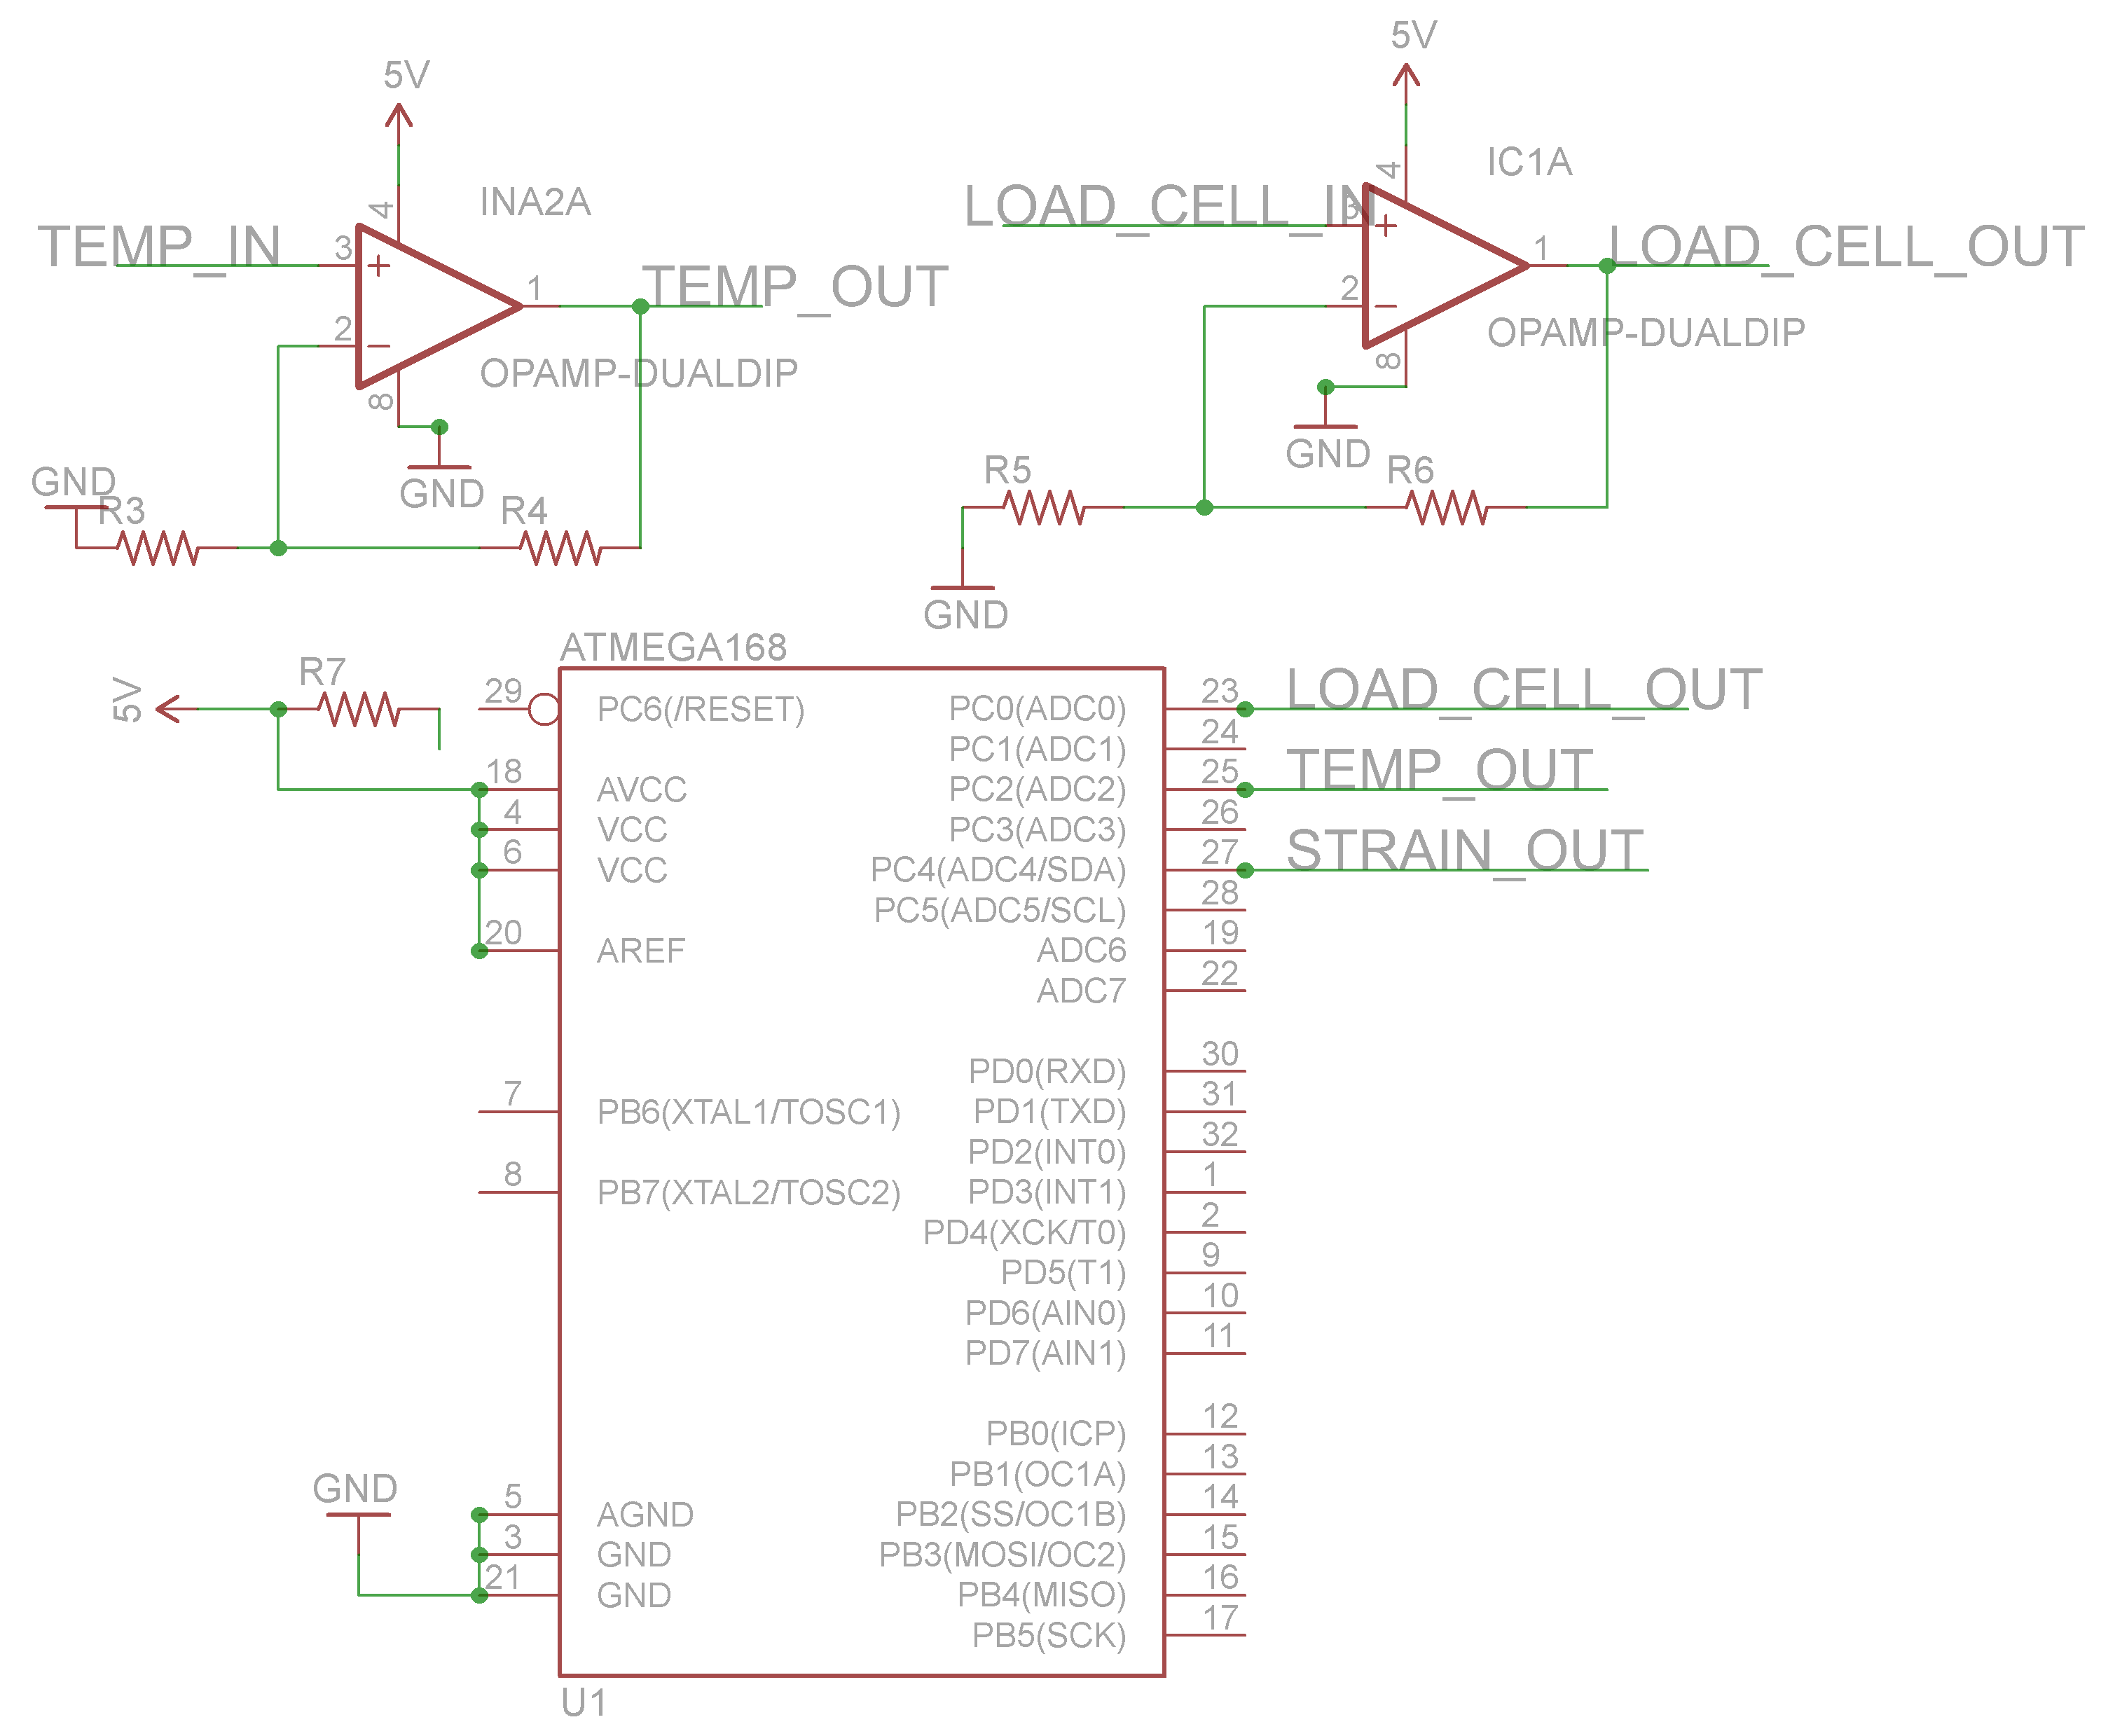 5V
INA2A
4
TEMP_IN
3
+
1
TEMP_OUT
2
OPAMP-DUALDIP
8
GND
GND
R3
R4
5V
IC1A
4
LOAD_CELL_IN
3
+
1
LOAD_CELL_OUT
2
OPAMP-DUALDIP
8
GND
R5
R6
GND
ATMEGA168
5V
R7
29
PC6(/RESET)
18
AVCC
4
VCC
6
VCC
20
AREF
7
PB6(XTAL1/TOSC1)
8
PB7(XTAL2/TOSC2)
GND
5
AGND
3
GND
21
GND
PC0(ADC0)
23
LOAD_CELL_OUT
PC1(ADC1)
24
PC2(ADC2)
25
TEMP_OUT
PC3(ADC3)
26
PC4(ADC4/SDA)
27
STRAIN_OUT
PC5(ADC5/SCL)
28
ADC6
19
ADC7
22
PD0(RXD)
30
PD1(TXD)
31
PD2(INT0)
32
PD3(INT1)
1
PD4(XCK/T0)
2
PD5(T1)
9
PD6(AIN0)
10
PD7(AIN1)
11
PB0(ICP)
12
PB1(OC1A)
13
PB2(SS/OC1B)
14
PB3(MOSI/OC2)
15
PB4(MISO)
16
PB5(SCK)
17
U1